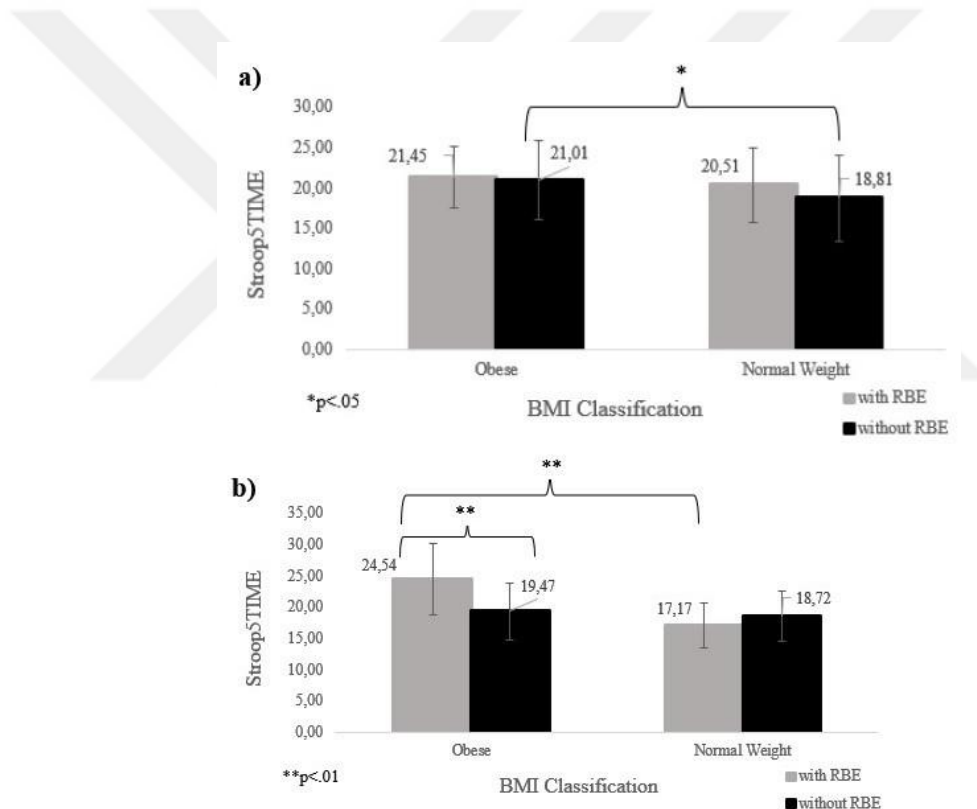 a)
*
30,00
25,00
20,00
15,00
10,00
5,00
0,00
Stroop5TIME
21,45
21,01
20,51
18,81
Obese
Normal Weight
*p<.05
BMI Classification
with RBE
without RBE
b)
**
**
35,00
30,00
25,00
20,00
15,00
10,00
5,00
0,00
Stroop5TIME
24,54
19,47
17,17
18,72
Obese
Normal Weight
**p<.01
BMI Classification
with RBE
without RBE